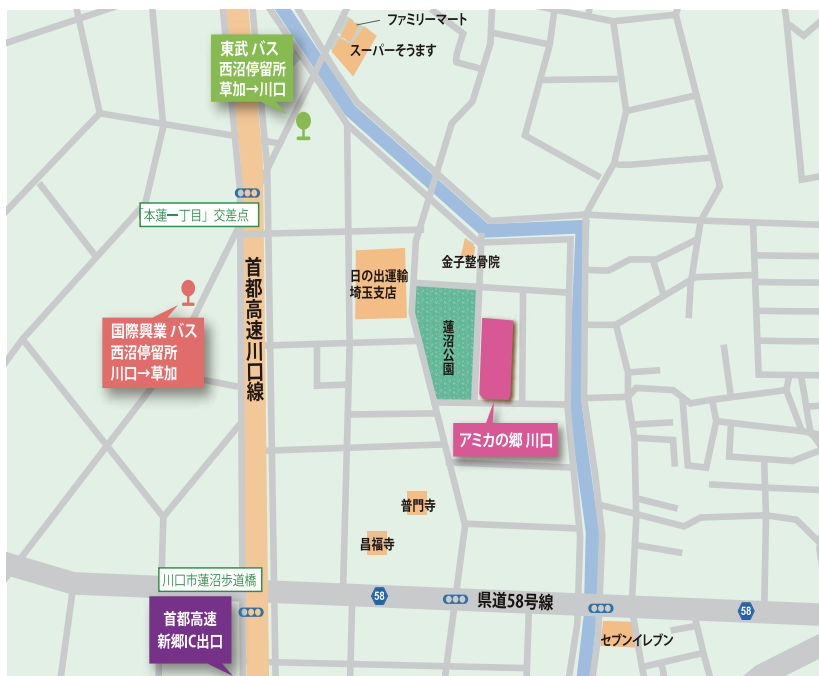 ファミリーマート
スーパーそうます
東武 バス
西沼停留所
草加→川口
「本蓮一丁目」交差点
金子整骨院
日の出運輸
埼玉支店
首都高速川口線
蓮沼公園
国際興業 バス
西沼停留所
川口→草加
アミカの郷 川口
普門寺
昌福寺
川口市蓮沼歩道橋
58
県道58号線
58
首都高速
新郷IC出口
セブンイレブン